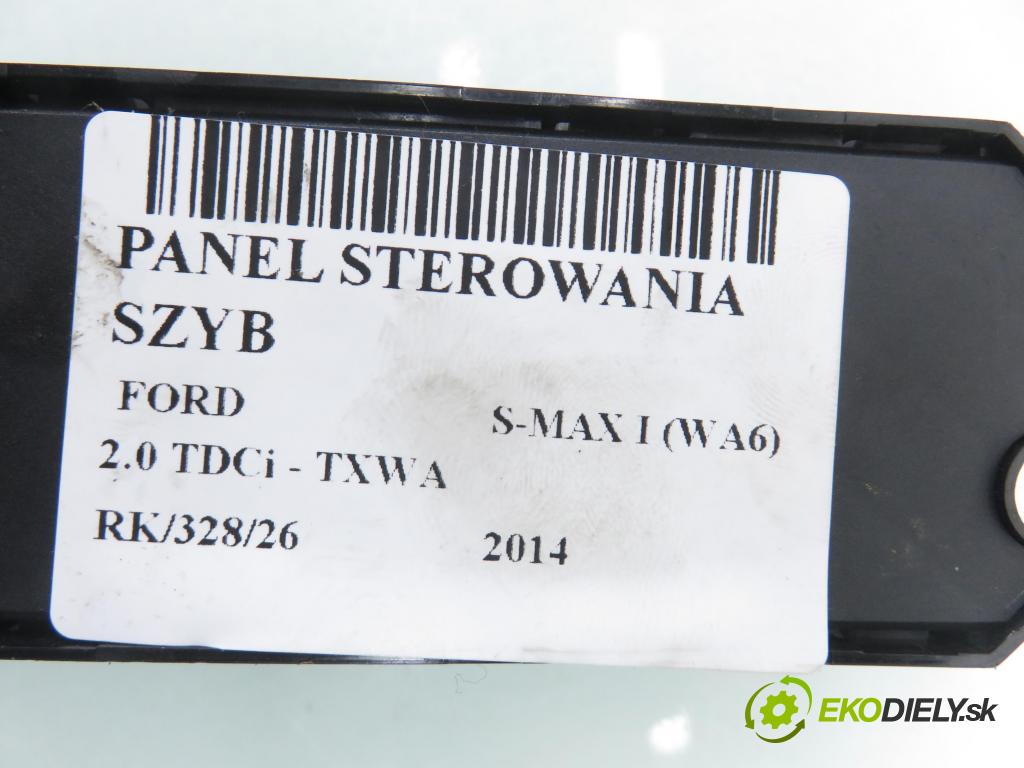 PANEL STEROWANIA
SZYB
FORD
S-MAX I (WA6)
2.0 TDCi - TXWA
RK/328/26
2014
EKODIELY.sk